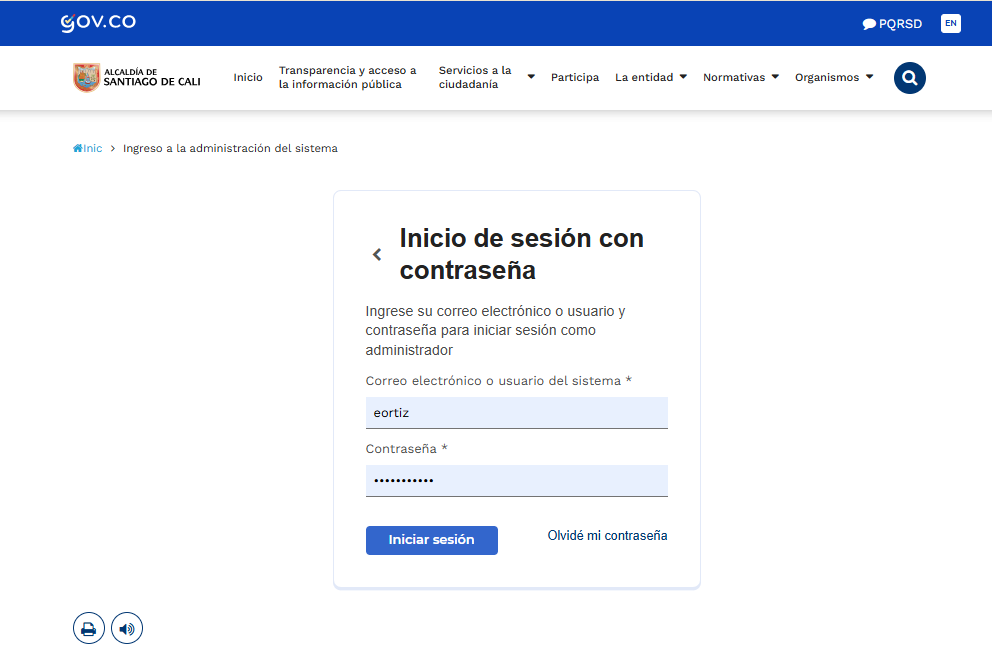 GOV.CO
PQRSD
EN
ALCALDÍA DE
SANTIAGO DE CALI
Inicio
Transparencia y acceso a
la información pública
Servicios a la
ciudadanía
Participa
La entidad
Normativas
Organismos
Inic
Ingreso a la administración del sistema
Inicio de sesión con
contraseña
Ingrese su correo electrónico o usuario y
contraseña para iniciar sesión como
administrador
Correo electrónico o usuario del sistema *
eortiz
Contraseña *
•••••••••••
Iniciar sesión
Olvidé mi contraseña